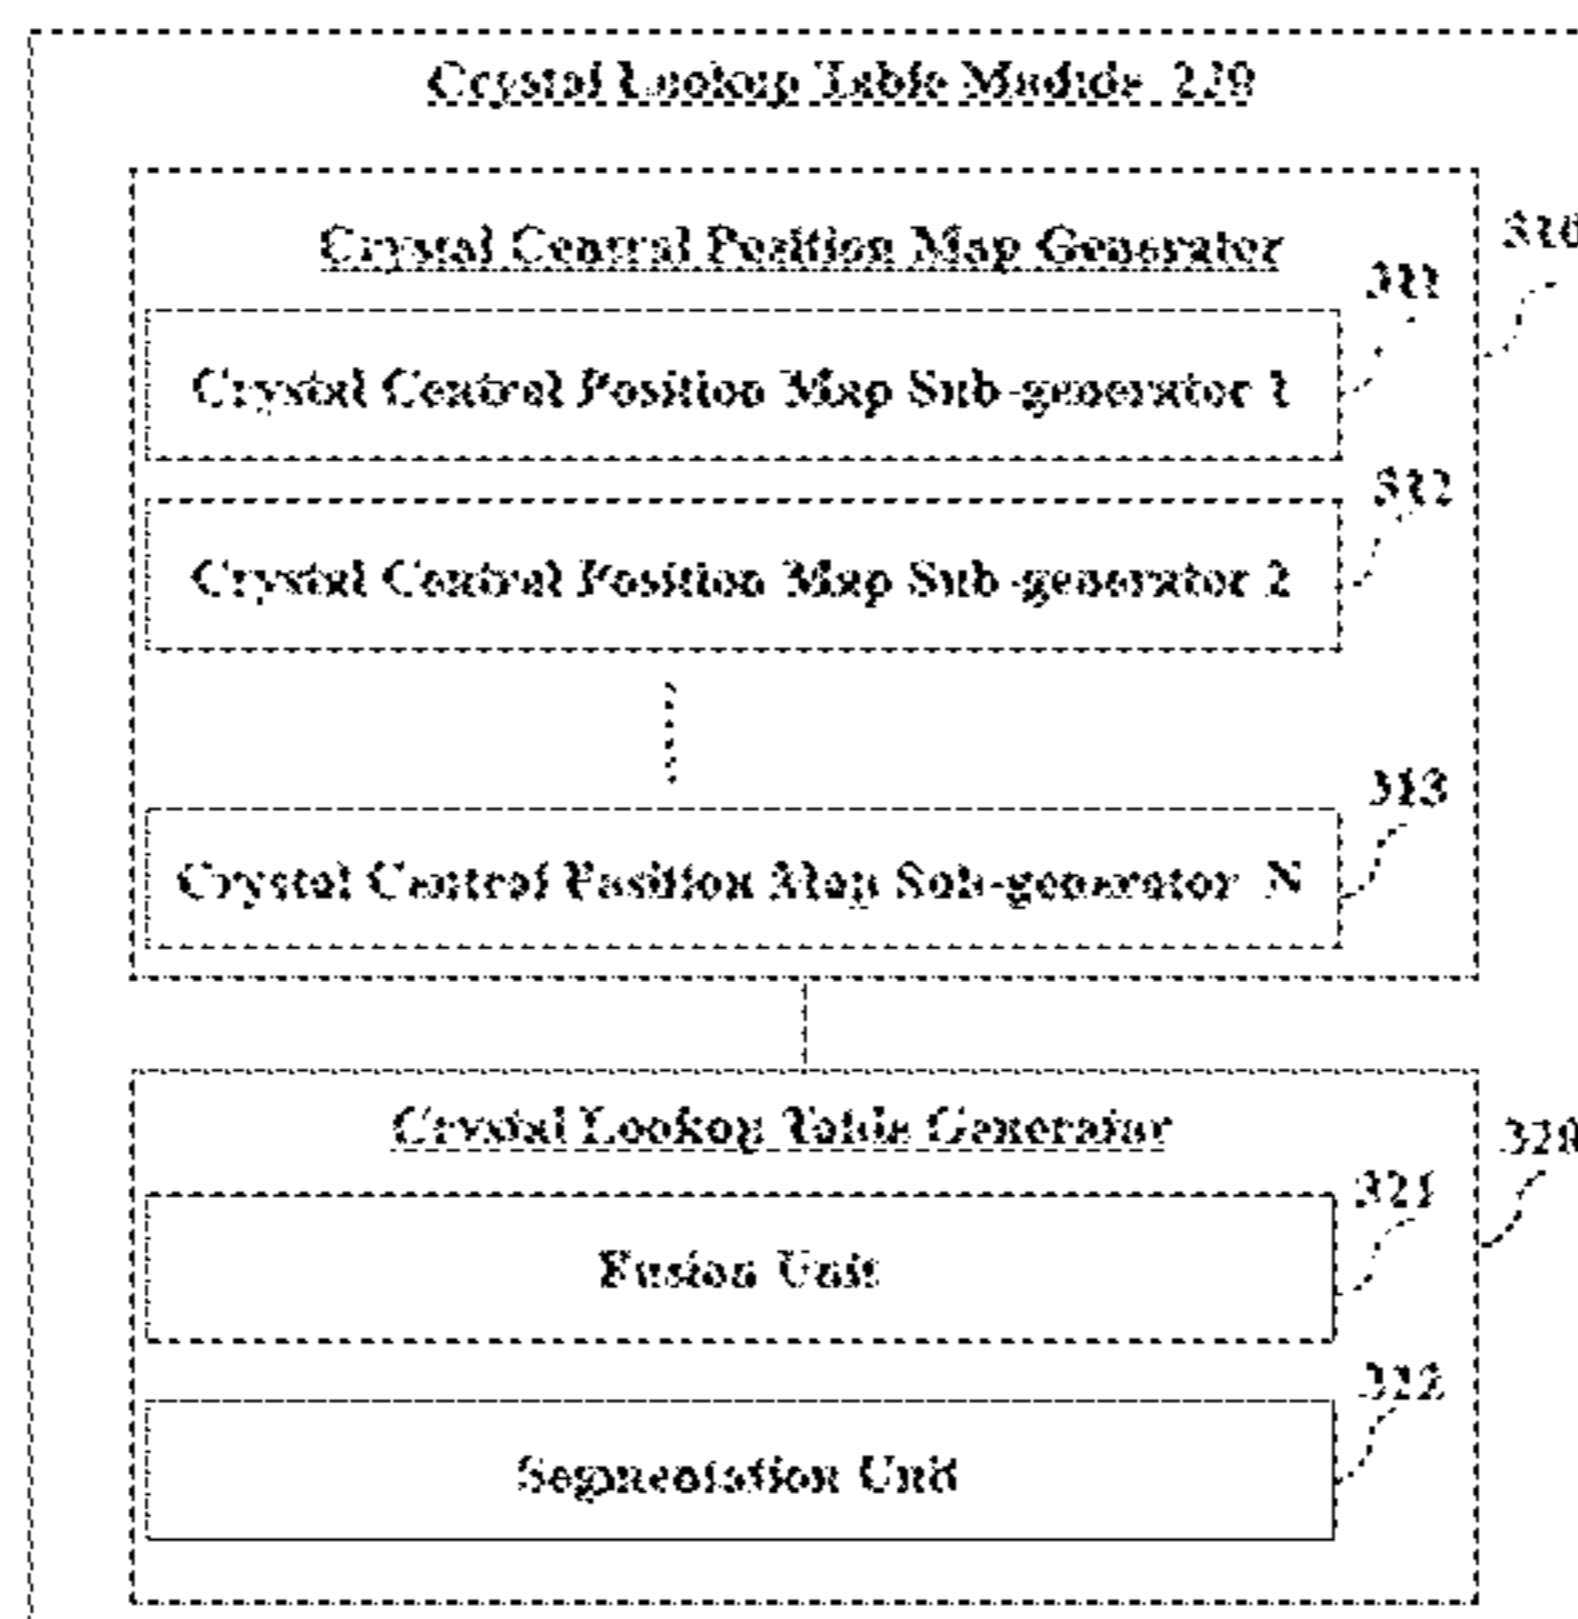 Crystal Lookup Table Module 220
Crystal Central Position Map Generator
310
311
Crystal Central Position Map Sub-generator 1
312
Crystal Central Position Map Sub-generator 2
313
Crystal Central Position Map Sub-generator N
Crystal Lookup Table Generator
320
321
Fusion Unit
322
Segmentation Unit